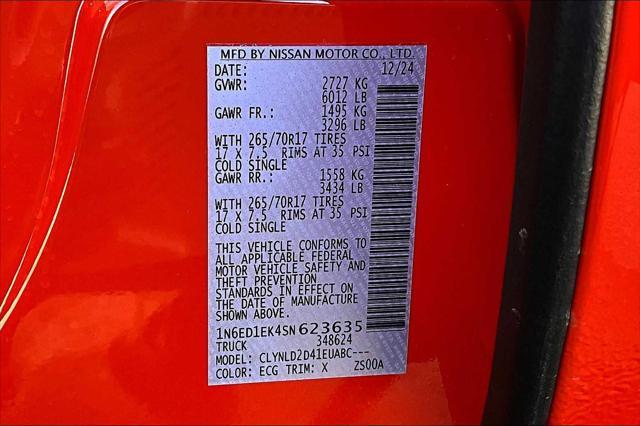 MFD BY NISSAN MOTOR CO., LTD.
DATE: 12/24
GVWR: 2727 KG
6012 LB
GAWR FR.: 1495 KG
3296 LB
WITH 265/70R17 TIRES
17 X 7.5 RIMS AT 35 PSI
COLD SINGLE
GAWR RR.: 1558 KG
3434 LB
WITH 265/70R17 TIRES
17 X 7.5 RIMS AT 35 PSI
COLD SINGLE
THIS VEHICLE CONFORMS TO
ALL APPLICABLE FEDERAL
MOTOR VEHICLE SAFETY AND
THEFT PREVENTION
STANDARDS IN EFFECT ON
THE DATE OF MANUFACTURE
SHOWN ABOVE.
1N6ED1EK4SN623635
TRUCK 348624
MODEL: CLYNLD2D41EUABC---
COLOR: ECG TRIM: X ZS00A